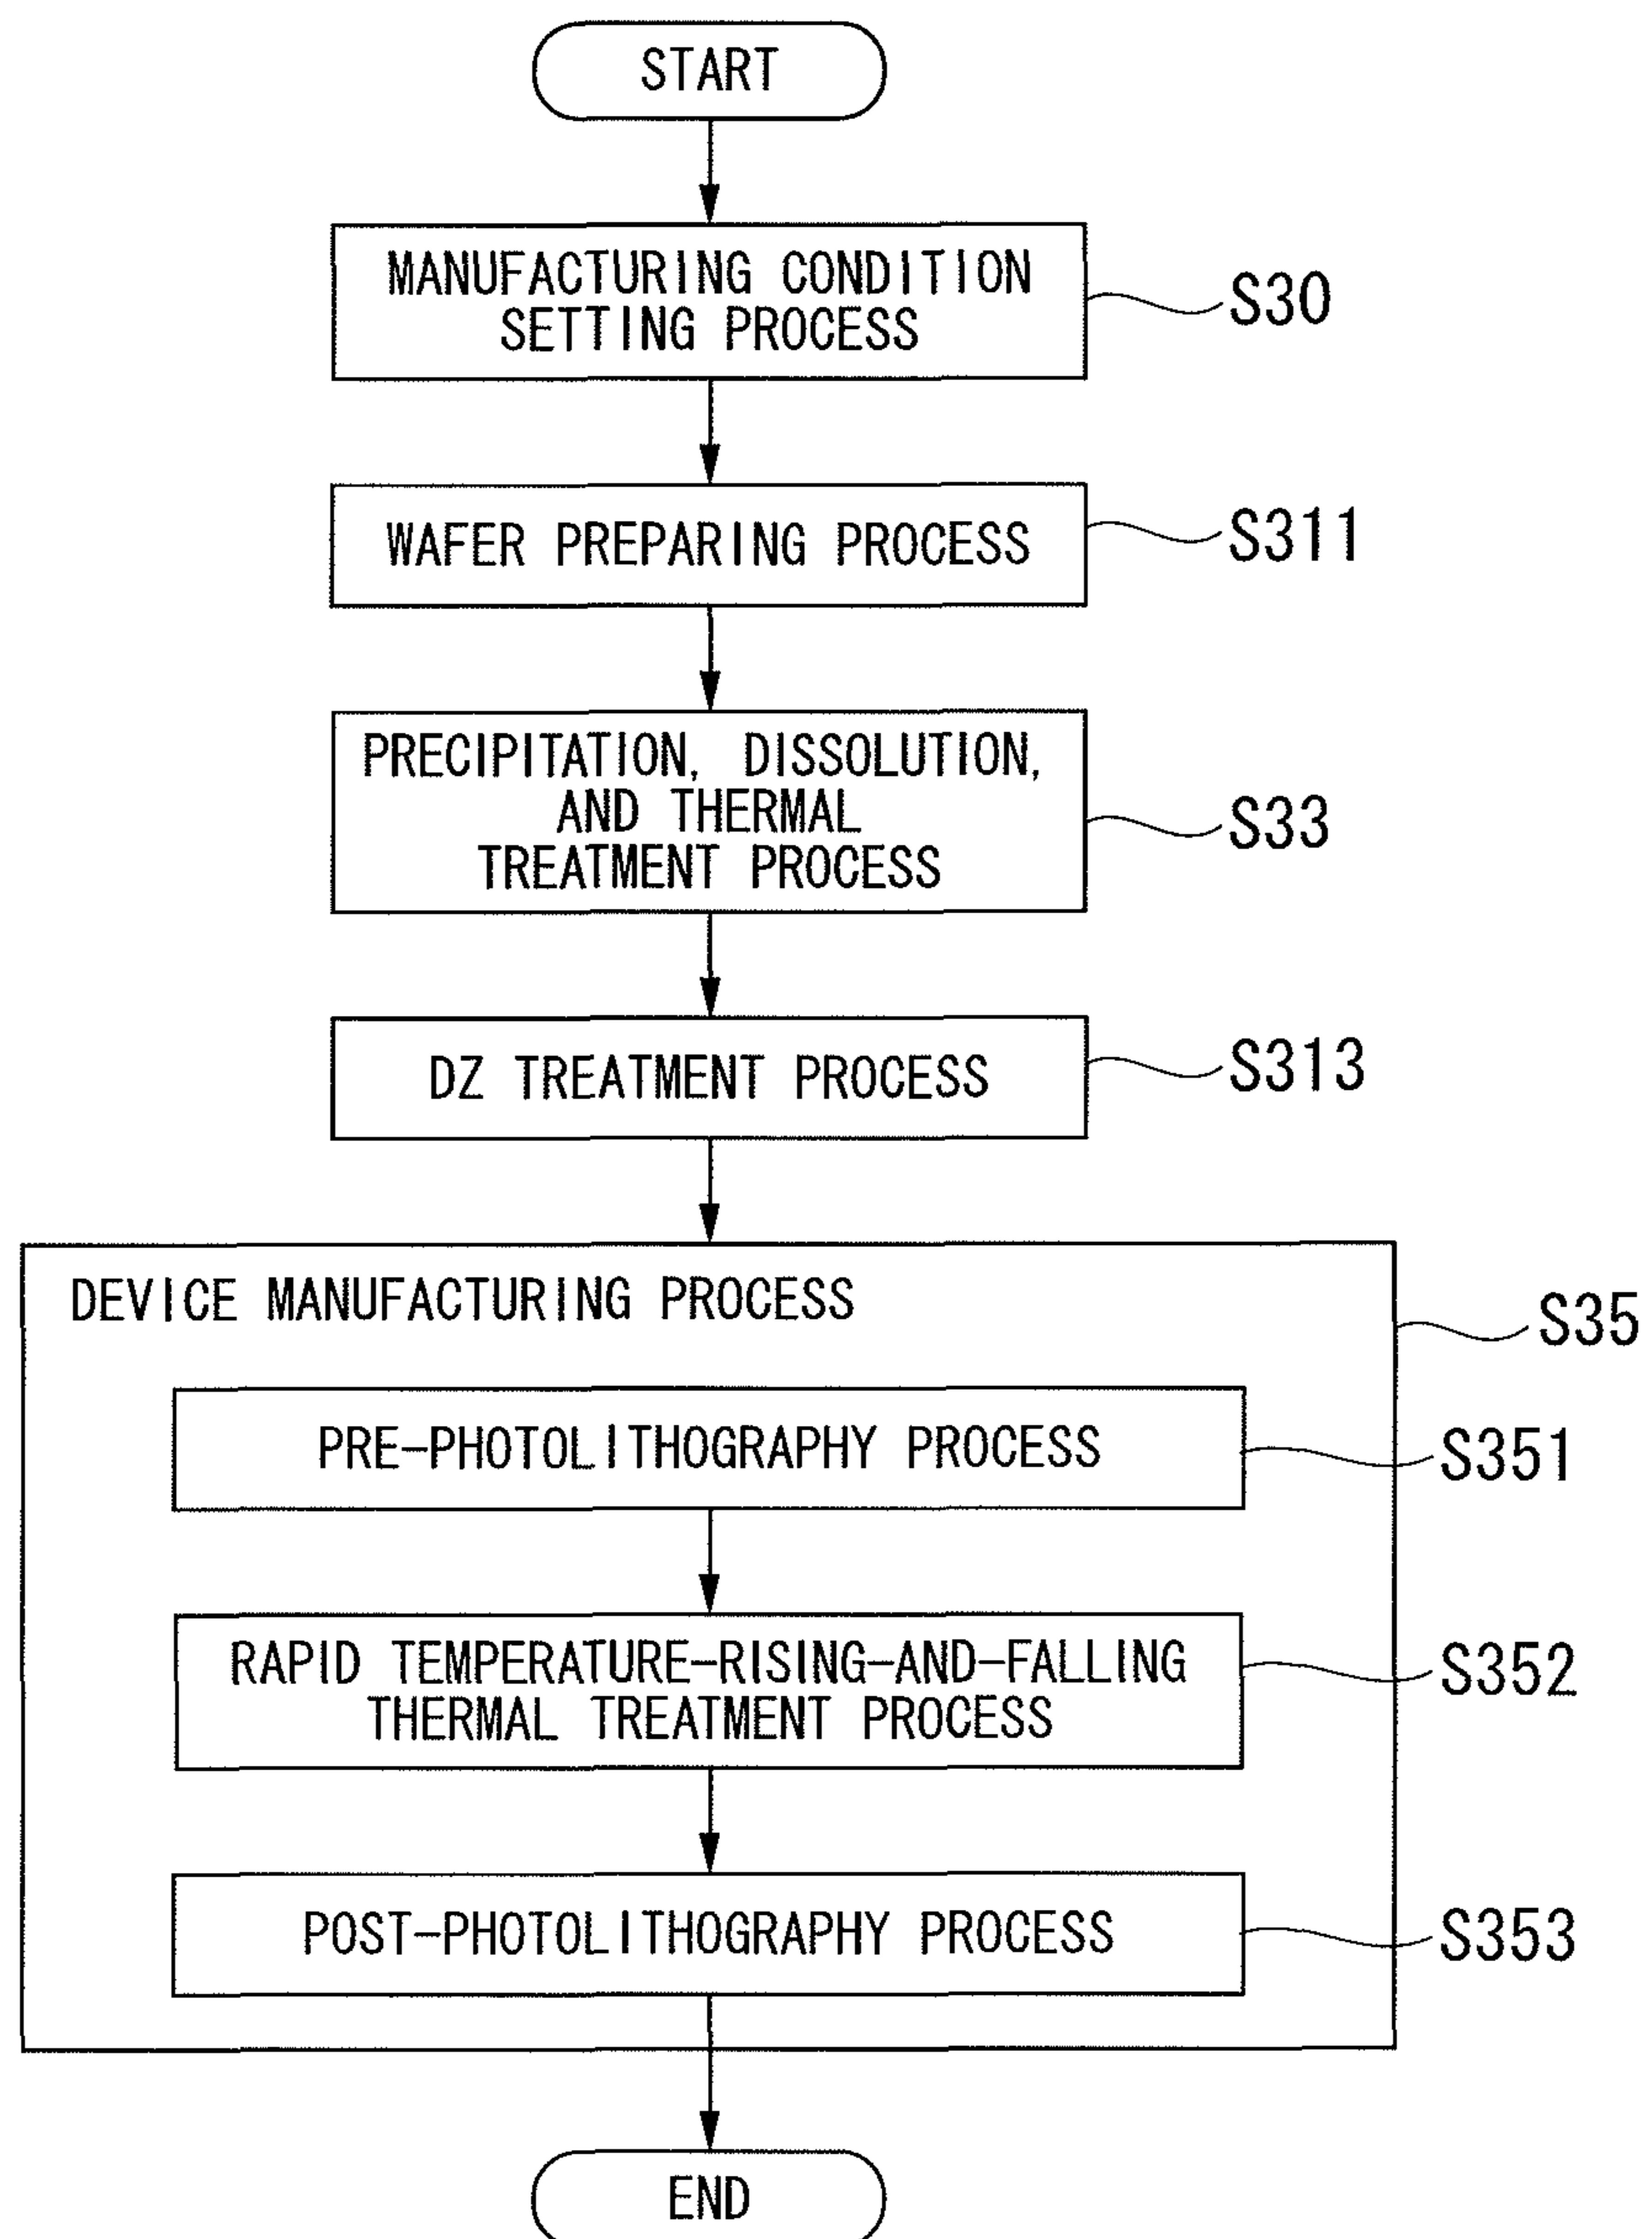 START
MANUFACTURING CONDITION
SETTING PROCESS
S30
WAFER PREPARING PROCESS
S311
PRECIPITATION, DISSOLUTION,
AND THERMAL
TREATMENT PROCESS
S33
DZ TREATMENT PROCESS
S313
DEVICE MANUFACTURING PROCESS
S35
PRE-PHOTOLITHOGRAPHY PROCESS
S351
RAPID TEMPERATURE-RISING-AND-FALLING
THERMAL TREATMENT PROCESS
S352
POST-PHOTOLITHOGRAPHY PROCESS
S353
END